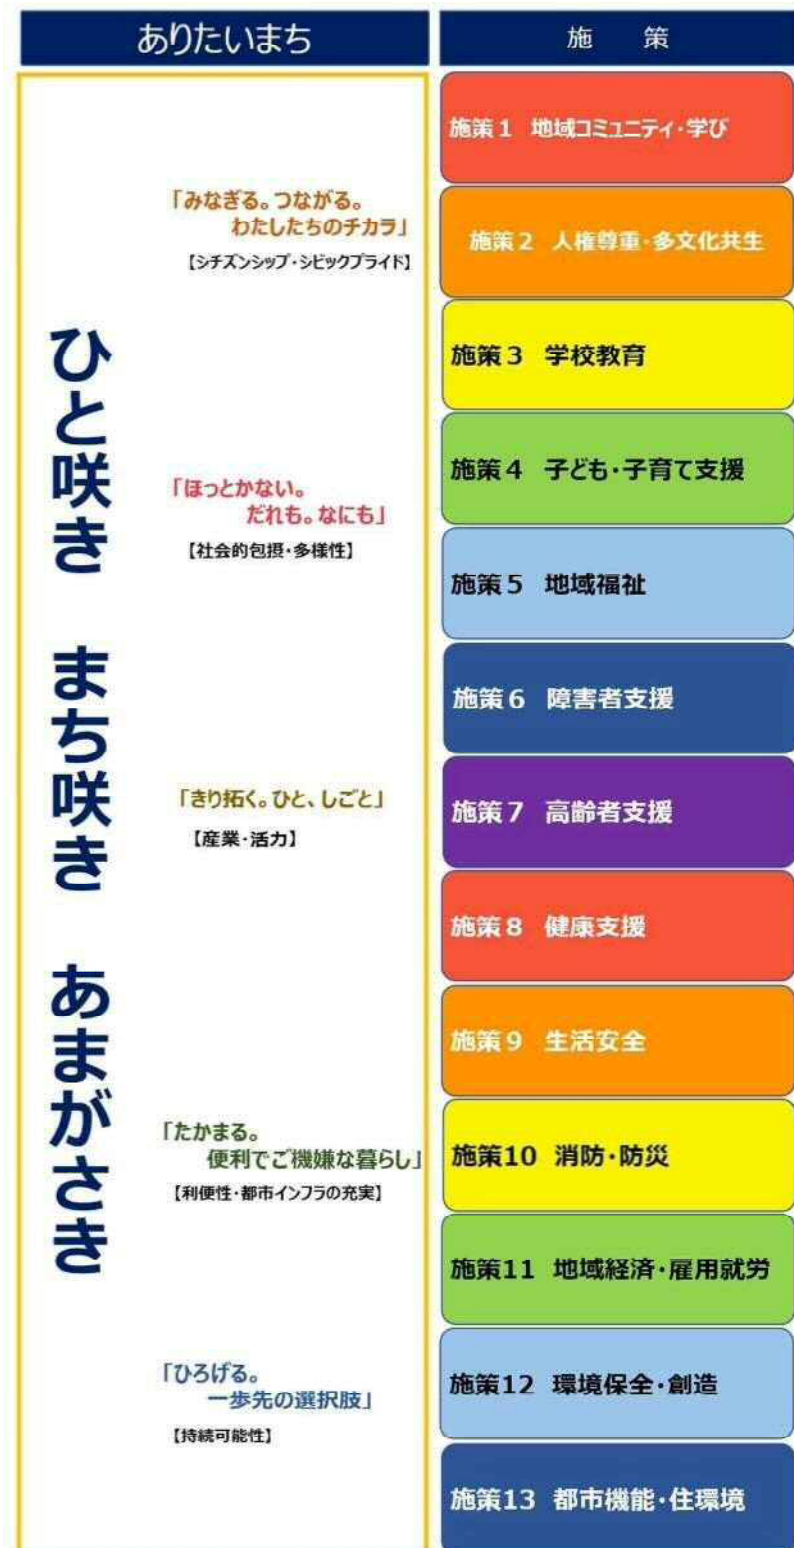 ありたいまち
ひと咲き まち咲き あまがさき
「みなぎる。つながる。
わたしたちのチカラ」
【シチズンシップ・シビックプライド】
「ほっとかない。
だれも。なにも」
【社会的包摂・多様性】
「きり拓く。ひと、しごと」
【産業・活力】
「たかまる。
便利でご機嫌な暮らし」
【利便性・都市インフラの充実】
「ひろげる。
一歩先の選択肢」
【持続可能性】
施 策
施策1 地域コミュニティ・学び
施策2 人権尊重・多文化共生
施策3 学校教育
施策4 子ども・子育て支援
施策5 地域福祉
施策6 障害者支援
施策7 高齢者支援
施策8 健康支援
施策9 生活安全
施策10 消防・防災
施策11 地域経済・雇用就労
施策12 環境保全・創造
施策13 都市機能・住環境